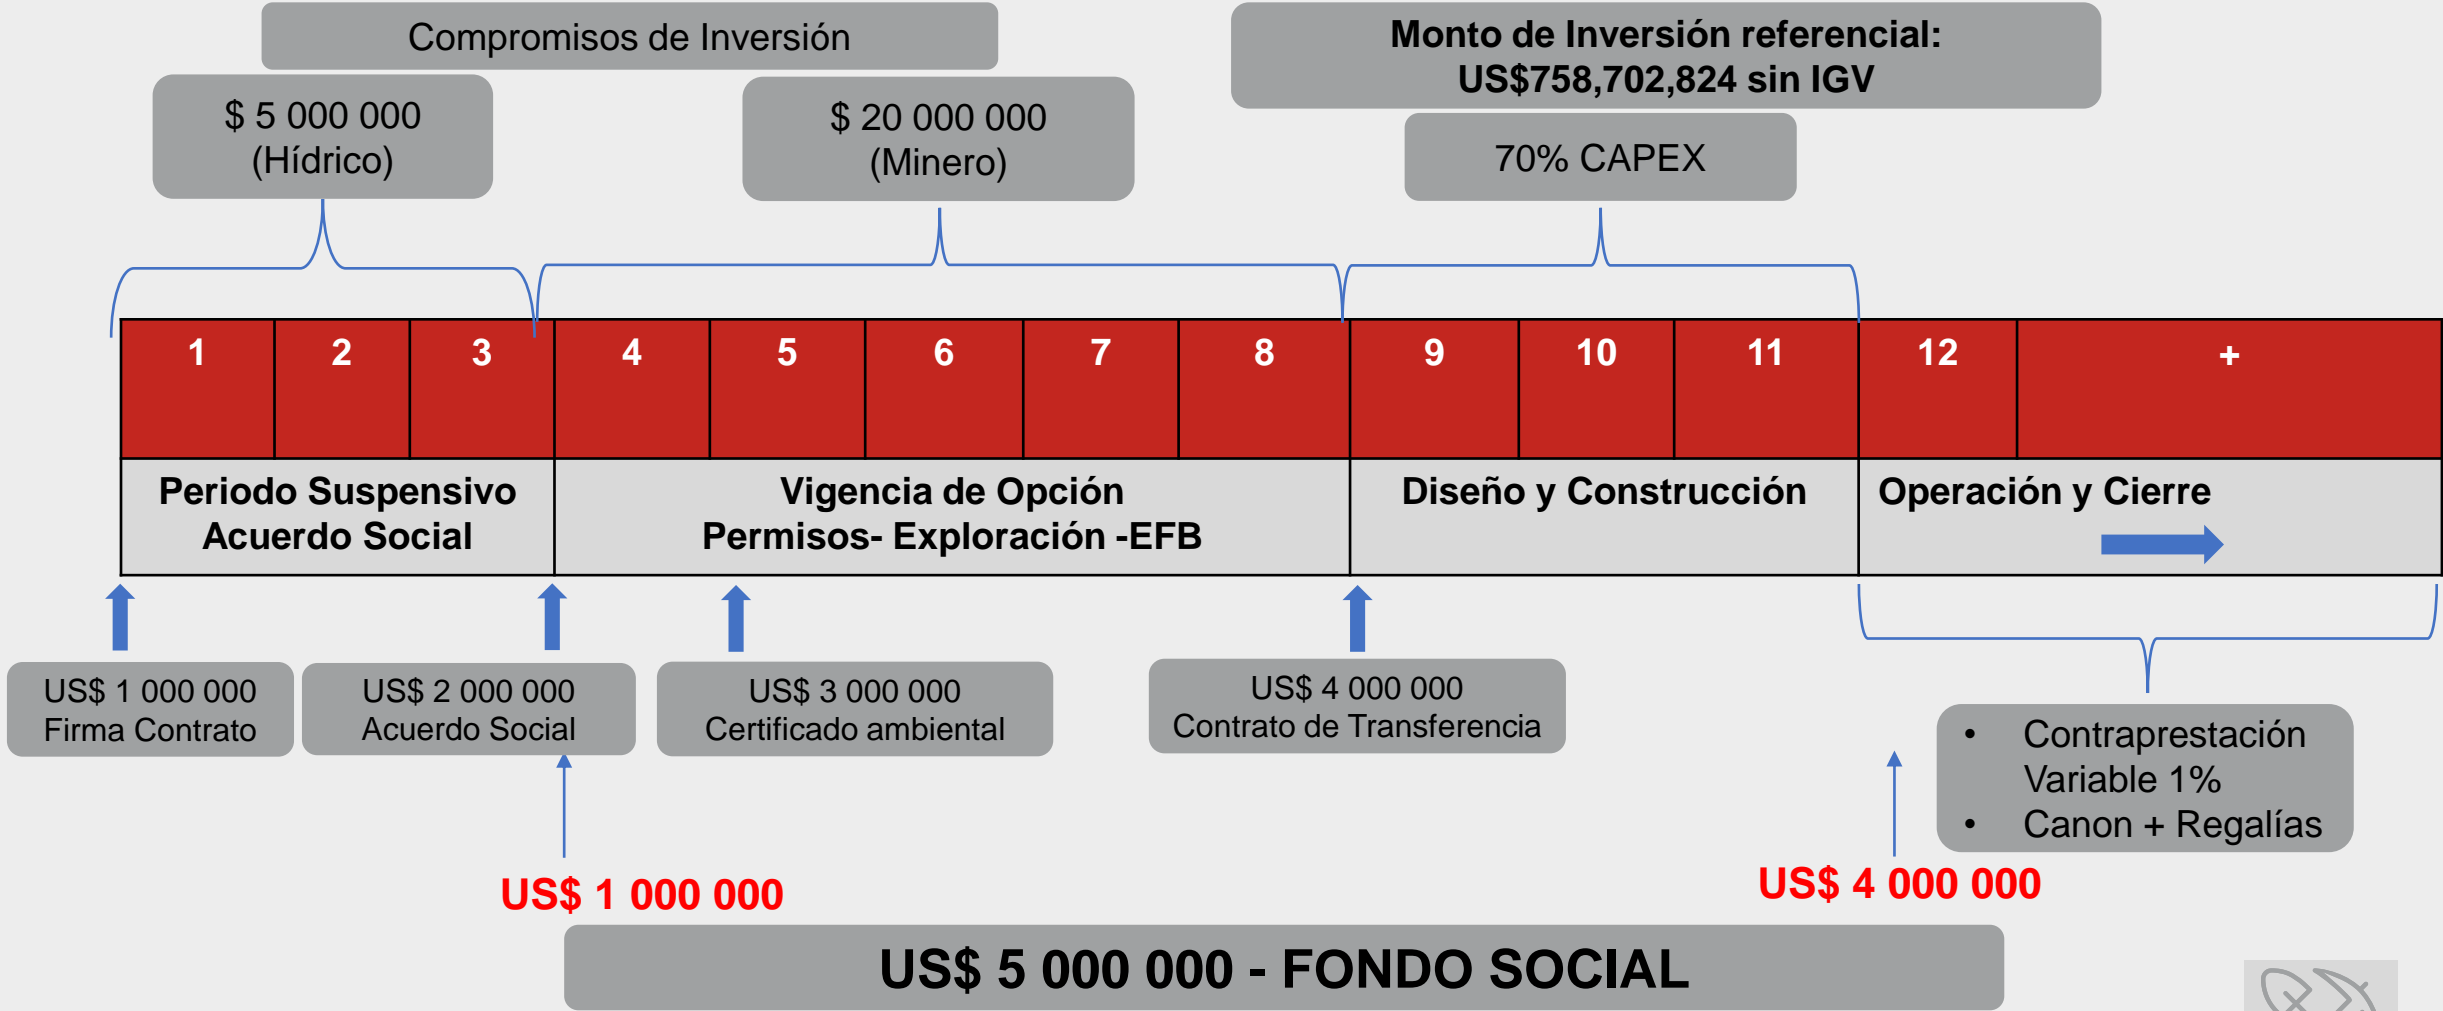 Compromisos de Inversión
Monto de Inversión referencial:
US$758,702,824 sin IGV
$ 5 000 000
(Hídrico)
$ 20 000 000
(Minero)
70% CAPEX
1 2 3 4 5 6 7 8 9 10 11 12 +
Periodo Suspensivo
Acuerdo Social
Vigencia de Opción
Permisos- Exploración -EFB
Diseño y Construcción
Operación y Cierre
US$ 1 000 000
Firma Contrato
US$ 2 000 000
Acuerdo Social
US$ 3 000 000
Certificado ambiental
US$ 4 000 000
Contrato de Transferencia
• Contraprestación
Variable 1%
• Canon + Regalías
US$ 1 000 000
US$ 4 000 000
US$ 5 000 000 - FONDO SOCIAL